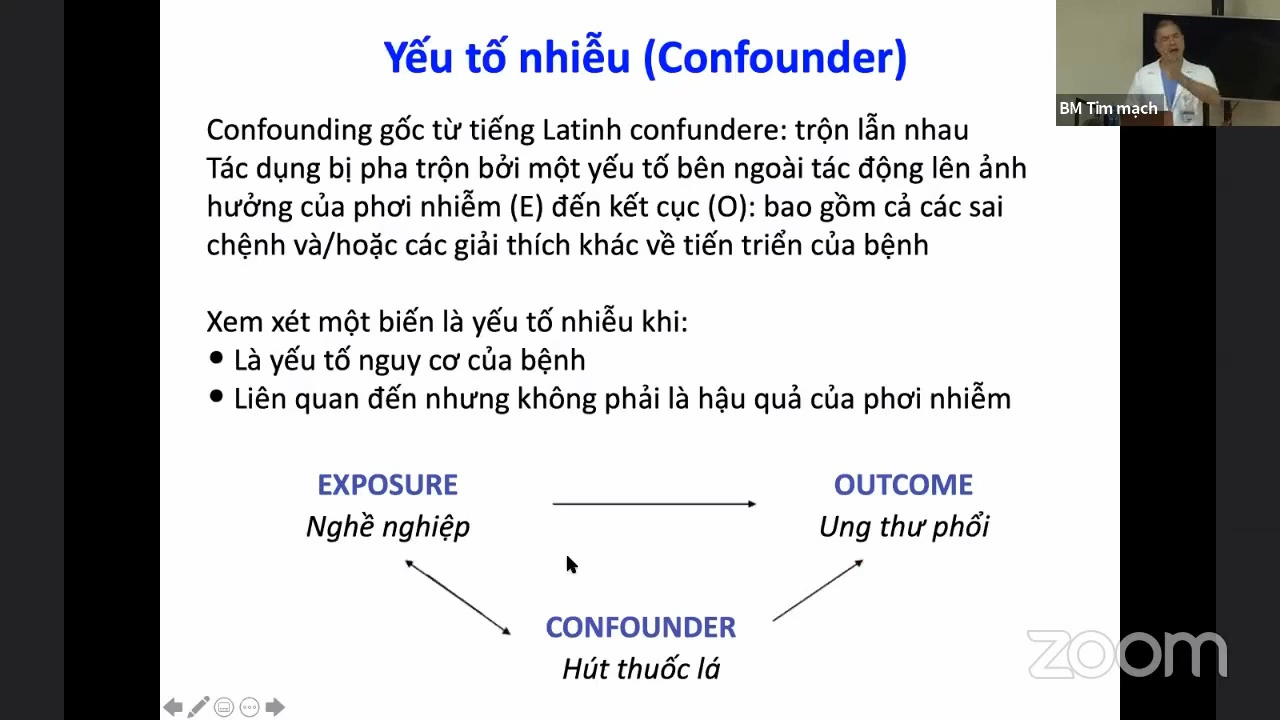 Yếu tố nhiễu (Confounder)
BM Tim mạch
Confounding gốc từ tiếng Latinh confundere: trộn lẫn nhau
Tác dụng bị pha trộn bởi một yếu tố bên ngoài tác động lên ảnh
hưởng của phơi nhiễm (E) đến kết cục (O): bao gồm cả các sai
chệnh và/hoặc các giải thích khác về tiến triển của bệnh
Xem xét một biến là yếu tố nhiễu khi:
• Là yếu tố nguy cơ của bệnh
• Liên quan đến nhưng không phải là hậu quả của phơi nhiễm
EXPOSURE
Nghề nghiệp
OUTCOME
Ung thư phổi
CONFOUNDER
Hút thuốc lá
zoom